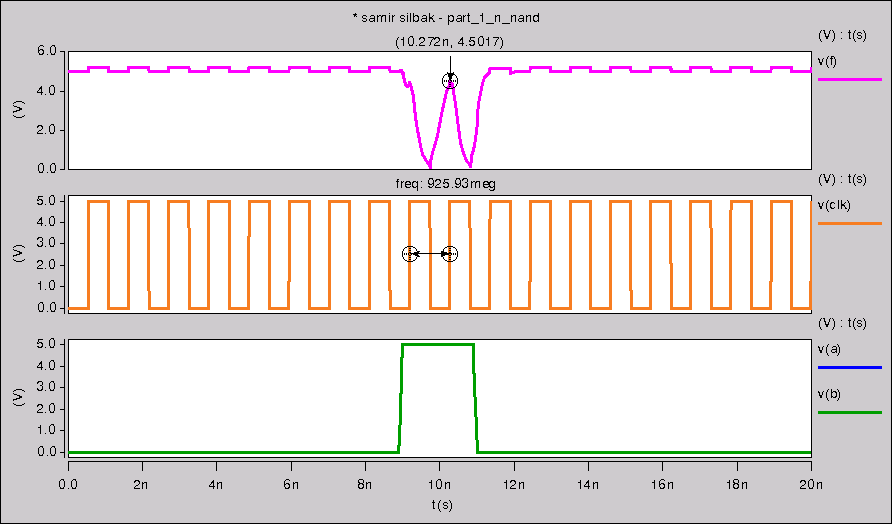 * samir silbak - part_1_n_nand
(10.272n, 4.5017)
(V) : t(s)
v(f)
6.0
4.0
2.0
0.0
(V)
freq: 925.93meg
(V) : t(s)
v(clk)
5.0
4.0
3.0
2.0
1.0
0.0
(V)
(V) : t(s)
v(a)
v(b)
5.0
4.0
3.0
2.0
1.0
0.0
(V)
0.0 2n 4n 6n 8n 10n 12n 14n 16n 18n 20n
t(s)